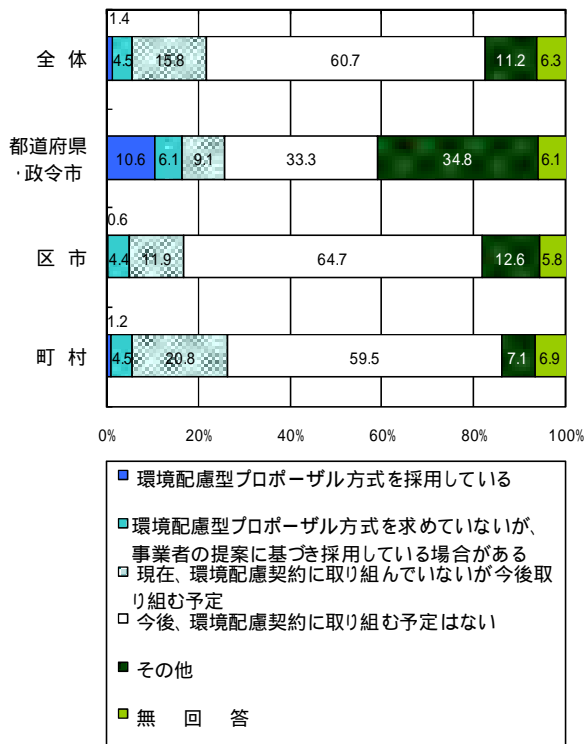 1.4
全 体
4.5 15.8 60.7 11.2 6.3
都道府県
・政令市
10.6 6.1 9.1 33.3 34.8 6.1
0.6
区 市
4.4 11.9 64.7 12.6 5.8
1.2
町 村
4.5 20.8 59.5 7.1 6.9
0% 20% 40% 60% 80% 100%
環境配慮型プロポーザル方式を採用している
環境配慮型プロポーザル方式を求めていないが、
事業者の提案に基づき採用している場合がある
現在、環境配慮契約に取り組んでいないが今後取
り組む予定
今後、環境配慮契約に取り組む予定はない
その他
無 回 答